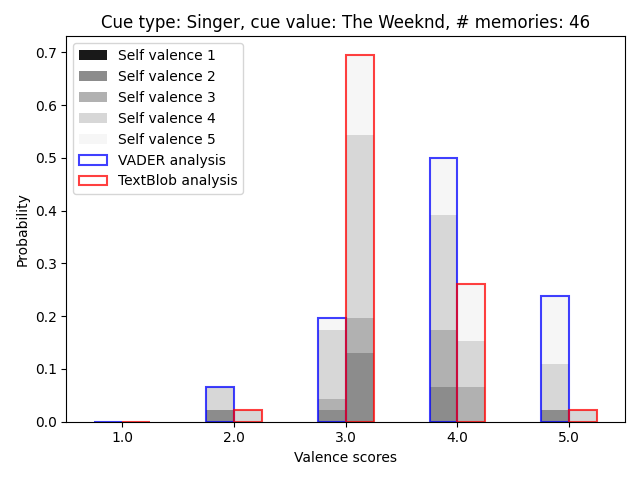 Cue type: Singer, cue value: The Weeknd, # memories: 46
Self valence 1
Self valence 2
Self valence 3
Self valence 4
Self valence 5
VADER analysis
TextBlob analysis
Probability
0.7
0.6
0.5
0.4
0.3
0.2
0.1
0.0
1.0 2.0 3.0 4.0 5.0
Valence scores